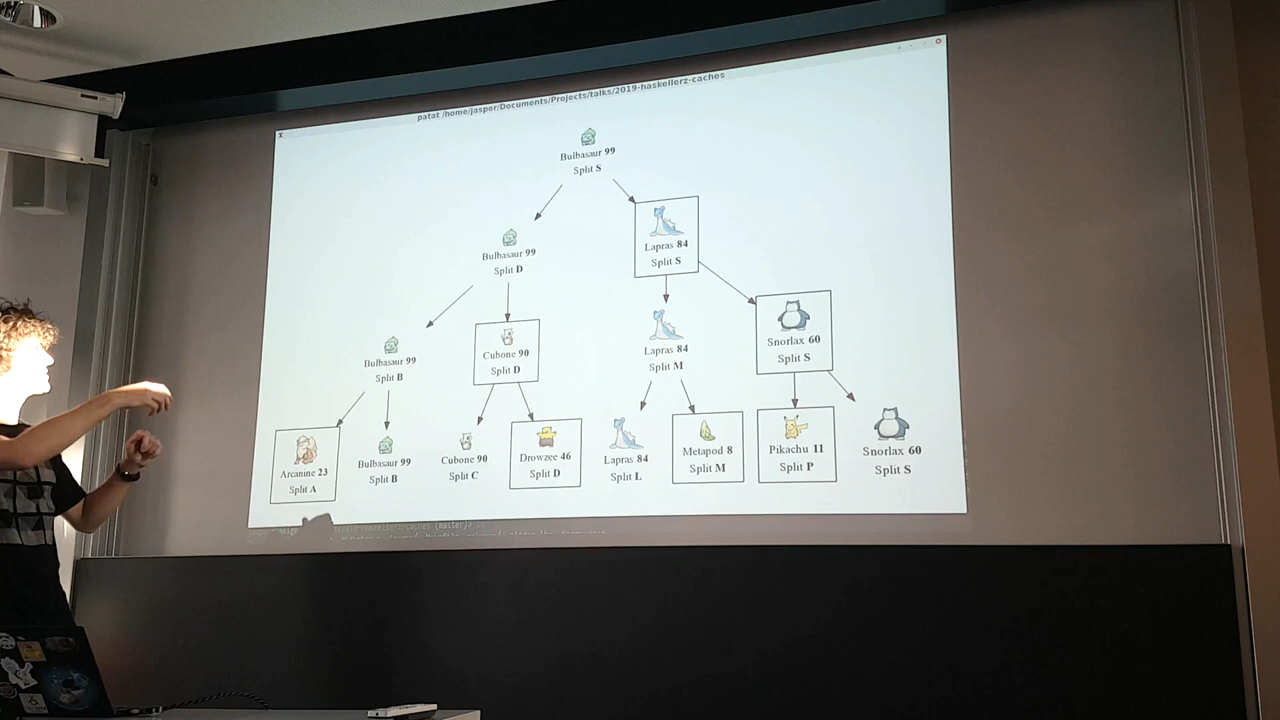 patat /home/jasper/Documents/Projects/talks/2019-haskellerz-caches
Bulbasaur 99
Split S
Bulbasaur 99
Split D
Lapras 84
Split S
Bulbasaur 99
Split B
Cubone 90
Split D
Lapras 84
Split M
Snorlax 60
Split S
Arcanine 23
Split A
Bulbasaur 99
Split B
Cubone 90
Split C
Drowzee 46
Split D
Lapras 84
Split L
Metapod 8
Split M
Pikachu 11
Split P
Snorlax 60
Split S